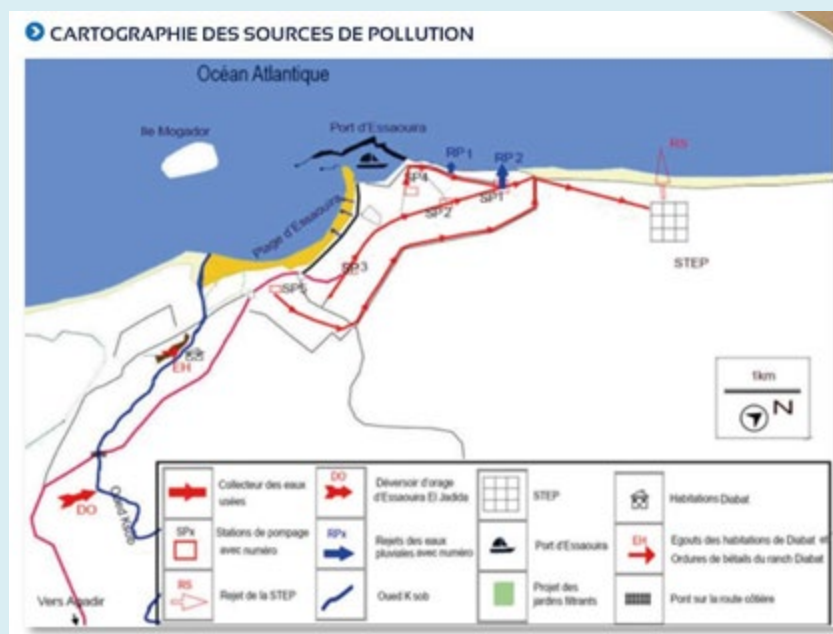 CARTOGRAPHIE DES SOURCES DE POLLUTION
Océan Atlantique
Ile Mogador
Port d'Essaouira
RP 1
RP 2
RS
SP4
SP2
SP1
Plage d'Essaouira
SP3
SP5
STEP
EH
1km
N
DO
Oued Ksob
Vers Agadir
Collecteur des eaux
usées
DO
Déversoir d'orage
d'Essaouira El Jadida
STEP
Habitations Diabat
SPx
Stations de pompage
avec numéro
RPx
Rejets des eaux
pluviales avec numéro
Port d'Essaouira
EH
Egouts des habitations de Diabat et
Ordures de bétails du ranch Diabat
RS
Rejet de la STEP
Oued K sob
Projet des
jardins filtrants
Pont sur la route côtière